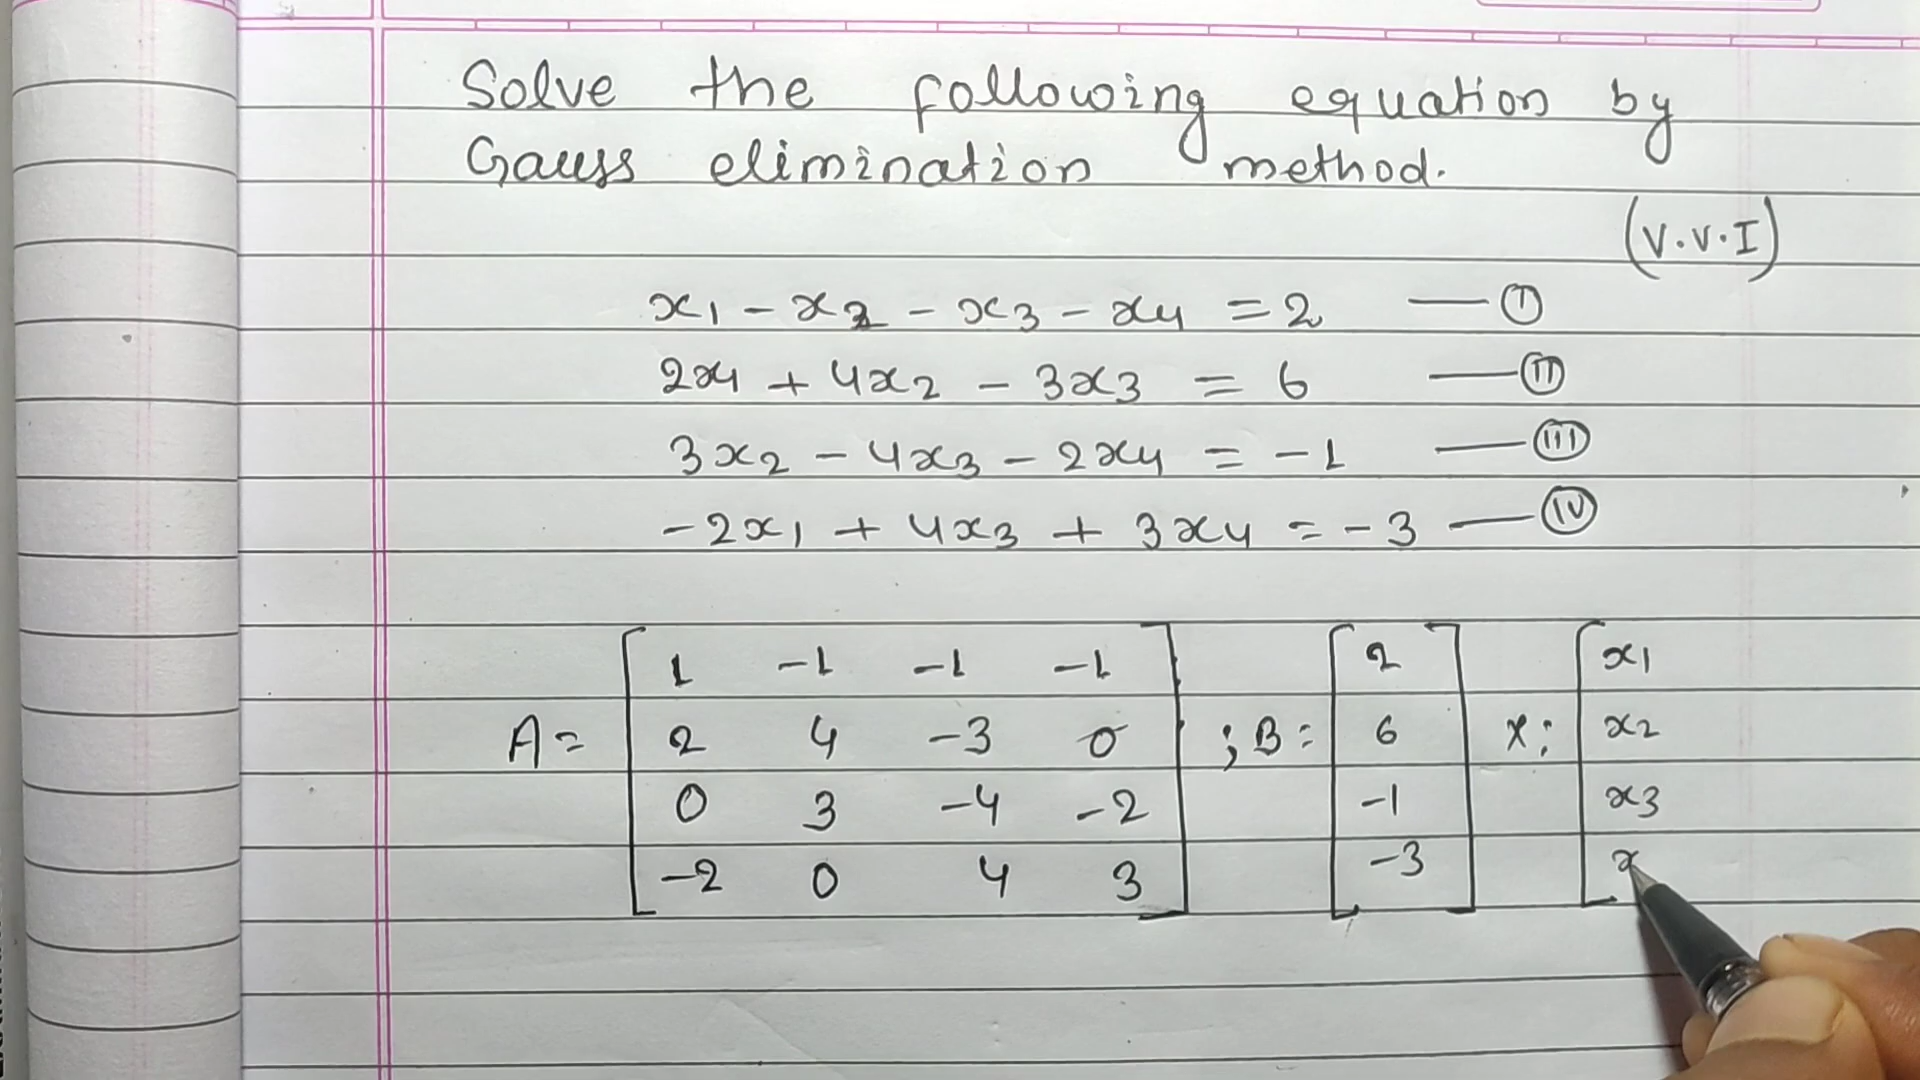 Solve the following equation by
Gauss elimination method.
(V.V.I)
x1 - x2 - x3 - x4 = 2 — I
2x1 + 4x2 - 3x3 = 6 — II
3x2 - 4x3 - 2x4 = -1 — III
-2x1 + 4x3 + 3x4 = -3 — IV
1 -1 -1 -1 2 x1
A = 2 4 -3 0 ; B = 6 X: x2
0 3 -4 -2 -1 x3
-2 0 4 3 -3 x